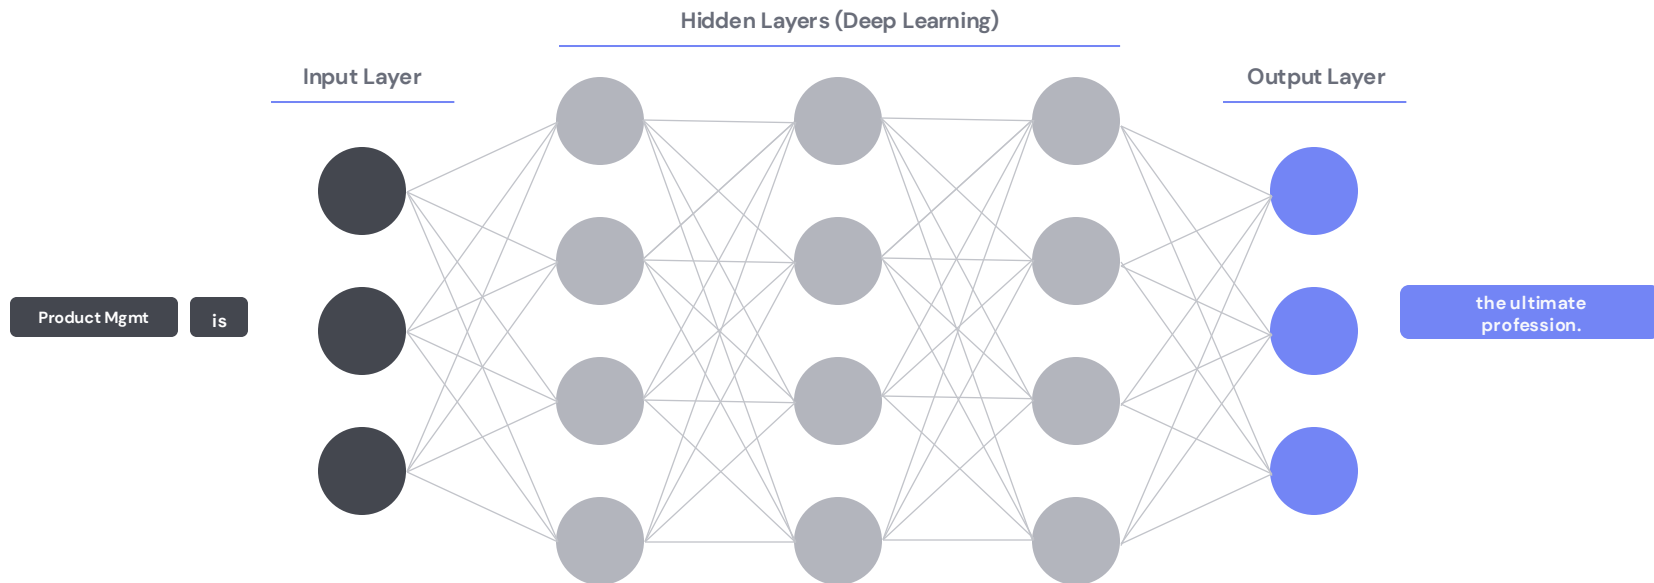 Hidden Layers (Deep Learning)
Input Layer
Output Layer
Product Mgmt
is
the ultimate
profession.